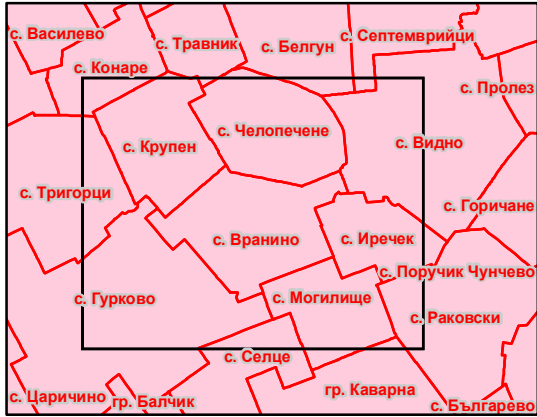 с. Василево
с. Травник
с. Белгун
с. Септемврийци
с. Конаре
с. Пролез
с. Челопечене
с. Крупен
с. Видно
с. Тригорци
с. Горичане
с. Вранино
с. Иречек
с. Поручик Чунчево
с. Гурково
с. Могилище
с. Раковски
с. Селце
с. Царичино
гр. Балчик
гр. Каварна
с. Българево